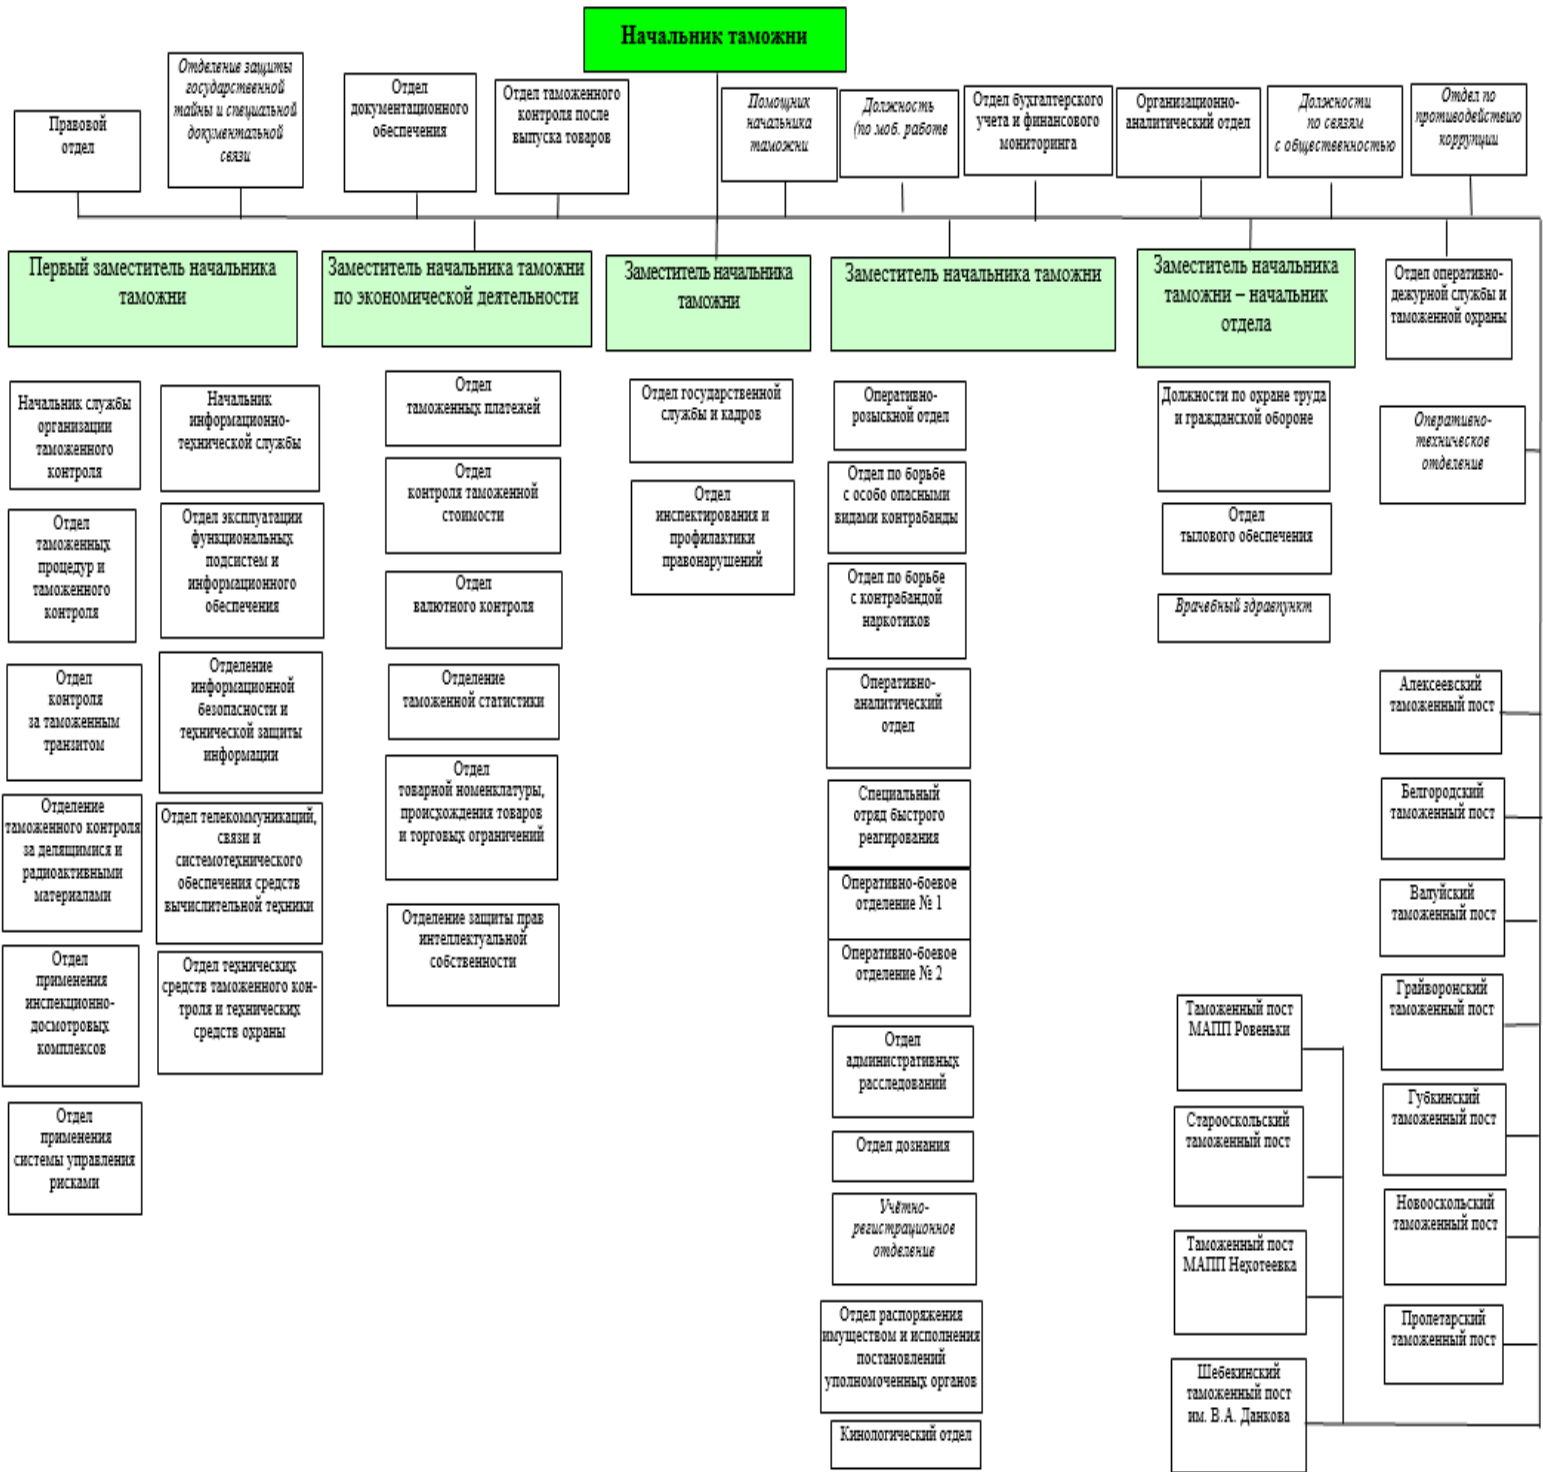 Начальник таможни
Правовой
отдел
Отделение защиты
государственной
тайны и специальной
документальной
связи
Отдел
документационного
обеспечения
Отдел таможенного
контроля после
выпуска товаров
Помощник
начальника
таможни
Должность
(по моб. работе
Отдел бухгалтерского
учета и финансового
мониторинга
Организационно-
аналитический отдел
Должности
по связям
с общественностью
Отдел по
противодействию
коррупции
Первый заместитель начальника
таможни
Заместитель начальника таможни
по экономической деятельности
Заместитель начальника
таможни
Заместитель начальника таможни
Заместитель начальника
таможни – начальник
отдела
Отдел оперативно-
дежурной службы и
таможенной охраны
Начальник службы
организации
таможенного
контроля
Отдел
таможенных
процедур и
таможенного
контроля
Отдел
контроля
за таможенным
транзитом
Отделение
таможенного контроля
за делящимися и
радиоактивными
материалами
Отдел
применения
инспекционно-
досмотровых
комплексов
Отдел
применения
системы управления
рисками
Начальник
информационно-
технической службы
Отдел эксплуатации
функциональных
подсистем и
информационного
обеспечения
Отделение
информационной
безопасности и
технической защиты
информации
Отдел телекоммуникаций,
связи и
системотехнического
обеспечения средств
вычислительной техники
Отдел технических
средств таможенного кон-
троля и технических
средств охраны
Отдел
таможенных платежей
Отдел
контроля таможенной
стоимости
Отдел
валютного контроля
Отделение
таможенной статистики
Отдел
товарной номенклатуры,
происхождения товаров
и торговых ограничений
Отделение защиты прав
интеллектуальной
собственности
Отдел государственной
службы и кадров
Отдел
инспектирования и
профилактики
правонарушений
Оперативно-
розыскной отдел
Отдел по борьбе
с особо опасными
видами контрабанды
Отдел по борьбе
с контрабандой
наркотиков
Оперативно-
аналитический
отдел
Специальный
отряд быстрого
реагирования
Оперативно-боевое
отделение № 1
Оперативно-боевое
отделение № 2
Отдел
административных
расследований
Отдел дознания
Учётно-
регистрационное
отделение
Отдел распоряжения
имуществом и исполнения
постановлений
уполномоченных органов
Кинологический отдел
Должности по охране труда
и гражданской обороне
Отдел
тылового обеспечения
Врачебный здравпункт
Таможенный пост
МАПП Ровеньки
Старооскольский
таможенный пост
Таможенный пост
МАПП Нехотеевка
Шебекинский
таможенный пост
им. В.А. Данкова
Оперативно-
техническое
отделение
Алексеевский
таможенный пост
Белгородский
таможенный пост
Валуйский
таможенный пост
Грайворонский
таможенный пост
Губкинский
таможенный пост
Новооскольский
таможенный пост
Пролетарский
таможенный пост